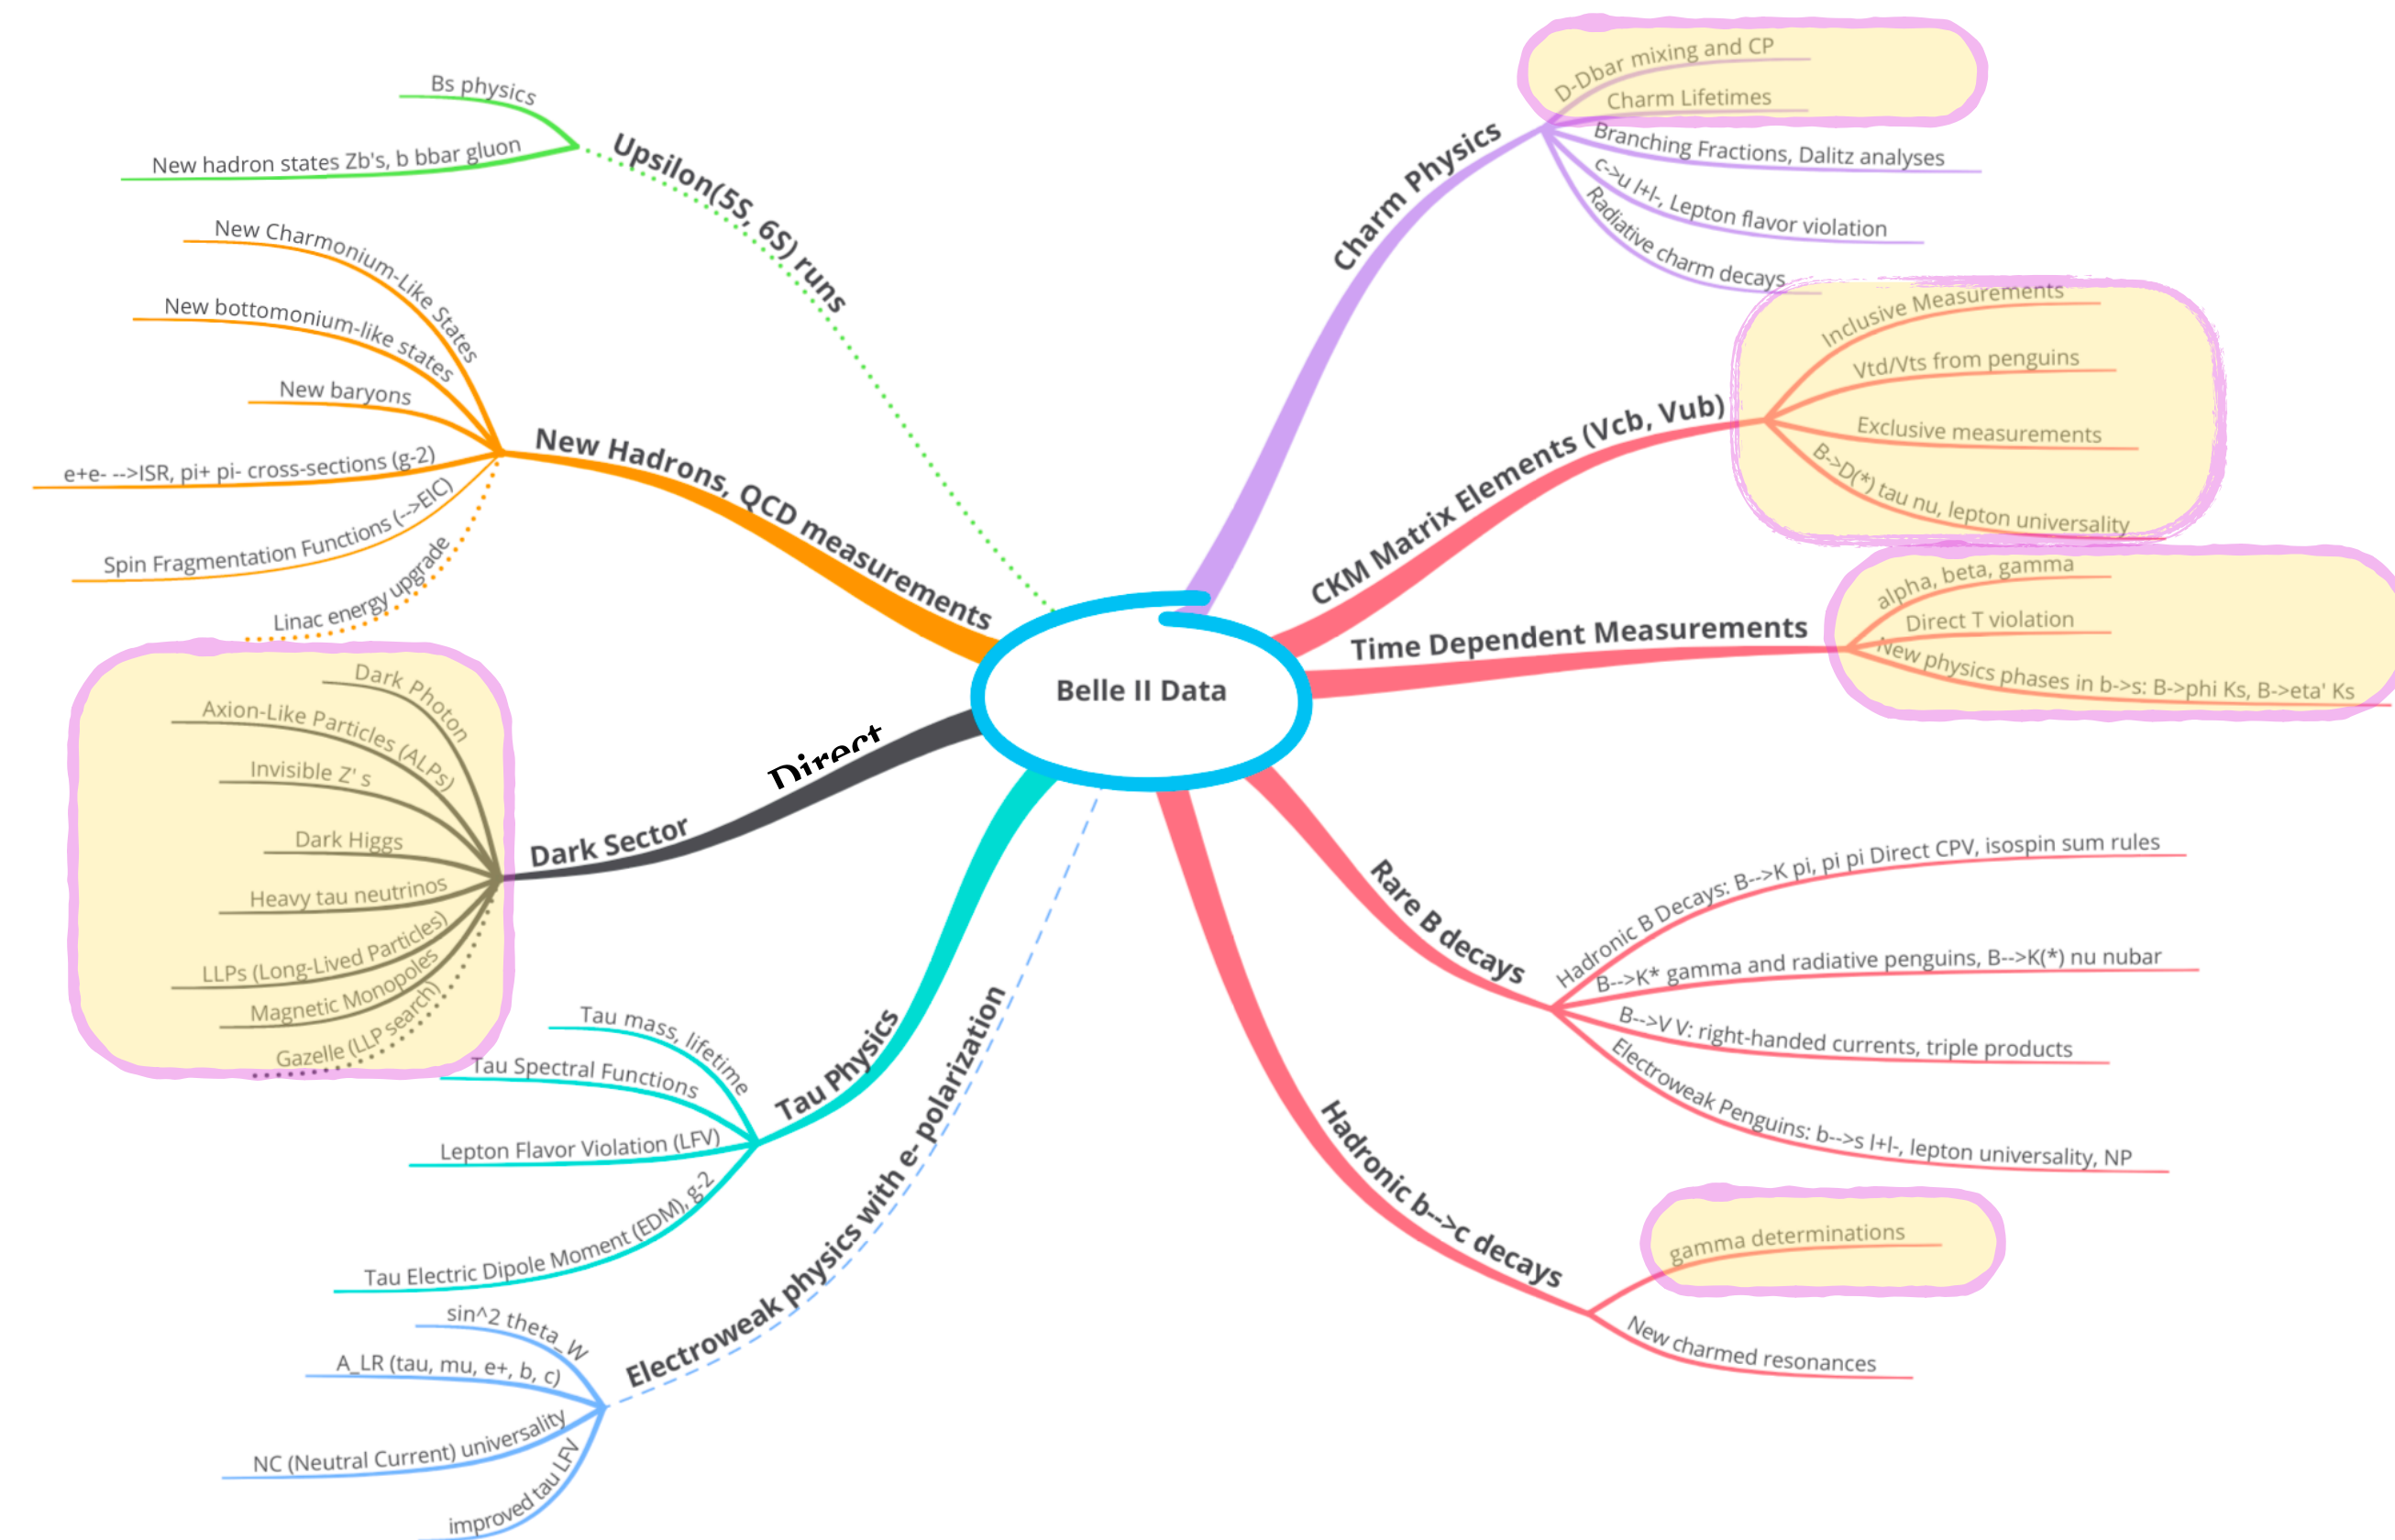 Belle II Data
Charm Physics
D-Dbar mixing and CP
Charm Lifetimes
Branching Fractions, Dalitz analyses
c->u l+l-, Lepton flavor violation
Radiative charm decays
CKM Matrix Elements (Vcb, Vub)
Inclusive Measurements
Vtd/Vts from penguins
Exclusive measurements
B->D(*) tau nu, lepton universality
Time Dependent Measurements
alpha, beta, gamma
Direct T violation
New physics phases in b->s: B->phi Ks, B->eta' Ks
Rare B decays
Hadronic B Decays: B-->K pi, pi pi Direct CPV, isospin sum rules
B-->K* gamma and radiative penguins, B-->K(*) nu nubar
B-->V V: right-handed currents, triple products
Electroweak Penguins: b-->s l+l-, lepton universality, NP
Hadronic b-->c decays
gamma determinations
New charmed resonances
Upsilon(5S, 6S) runs
Bs physics
New hadron states Zb's, b bbar gluon
New Hadrons, QCD measurements
New Charmonium-Like States
New bottomonium-like states
New baryons
e+e- -->ISR, pi+ pi- cross-sections (g-2)
Spin Fragmentation Functions (-->EIC)
Linac energy upgrade
Direct
Dark Sector
Dark Photon
Axion-Like Particles (ALPs)
Invisible Z' s
Dark Higgs
Heavy tau neutrinos
LLPs (Long-Lived Particles)
Magnetic Monopoles
Gazelle (LLP search)
Tau Physics
Tau mass, lifetime
Tau Spectral Functions
Lepton Flavor Violation (LFV)
Tau Electric Dipole Moment (EDM), g-2
Electroweak physics with e- polarization
sin^2 theta_W
A_LR (tau, mu, e+, b, c)
NC (Neutral Current) universality
improved tau LFV